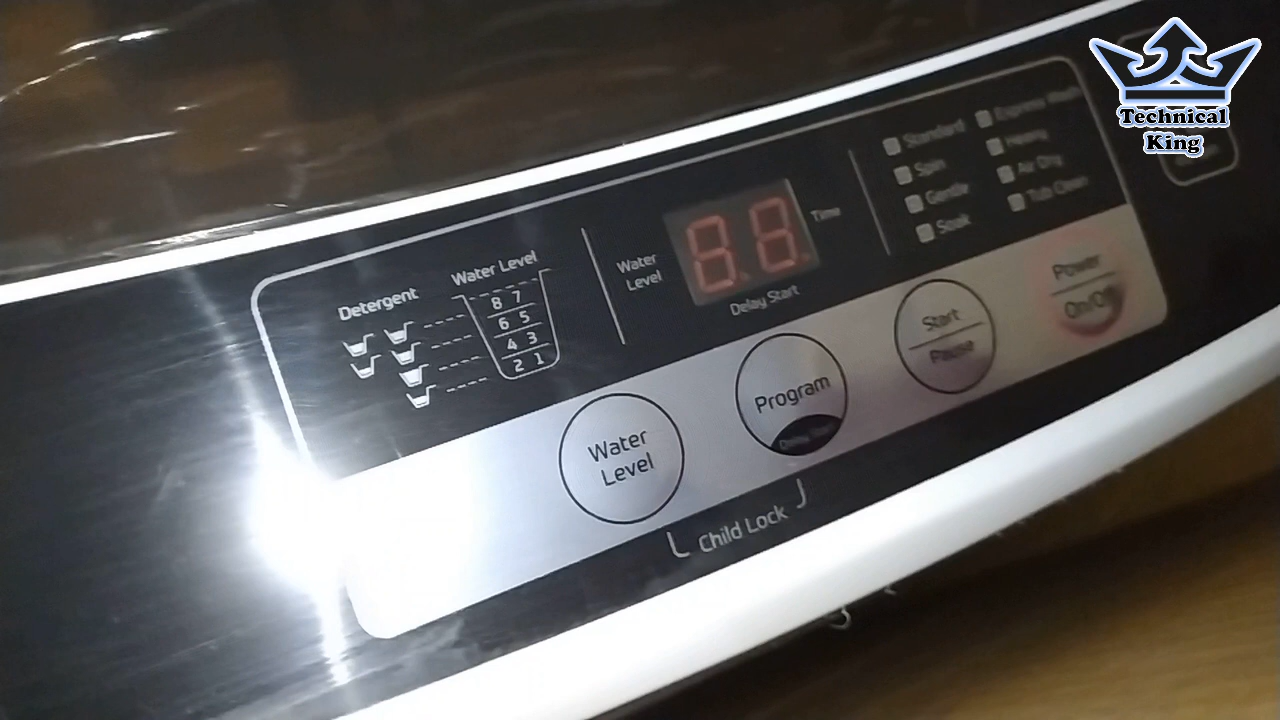 Technical
King
Detergent
Water Level
8 7
6 5
4 3
2 1
Water
Level
88
Time
Delay Start
Standard
Spin
Gentle
Soak
Express Wash
Heavy
Air Dry
Tub Clean
Water
Level
Program
Start
Pause
Power
On/Off
Child Lock